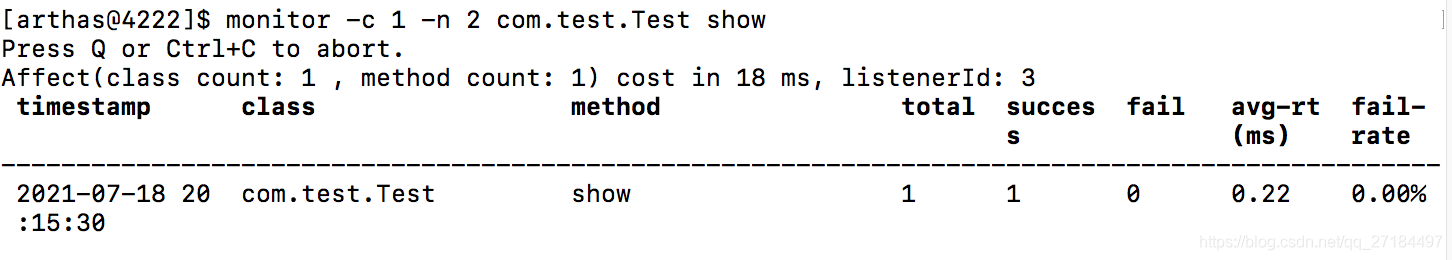 [arthas@4222]$ monitor -c 1 -n 2 com.test.Test show
Press Q or Ctrl+C to abort.
Affect(class count: 1 , method count: 1) cost in 18 ms, listenerId: 3
timestamp class method total succes fail avg-rt fail-
s (ms) rate
--------------------------------------------------------------------------------
2021-07-18 20 com.test.Test show 1 1 0 0.22 0.00%
:15:30
https://blog.csdn.net/qq_27184497